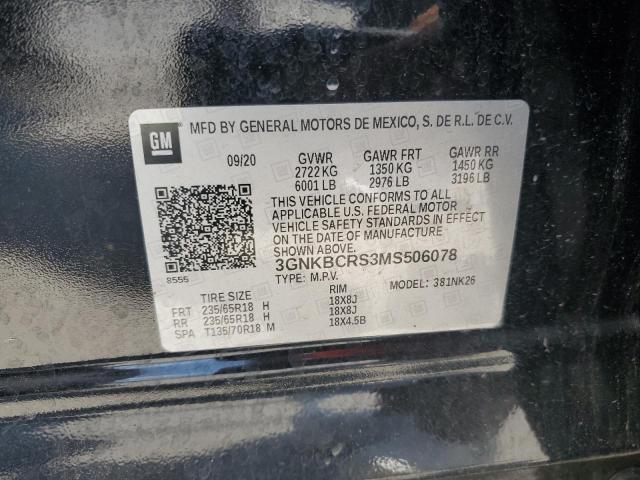 GM
MFD BY GENERAL MOTORS DE MEXICO, S. DE R.L. DE C.V.
09/20 GVWR GAWR FRT GAWR RR
2722 KG 1350 KG 1450 KG
6001 LB 2976 LB 3196 LB
THIS VEHICLE CONFORMS TO ALL
APPLICABLE U.S. FEDERAL MOTOR
VEHICLE SAFETY STANDARDS IN EFFECT
ON THE DATE OF MANUFACTURE
SHOWN ABOVE.
8555
3GNKBCRS3MS506078
TYPE: M.P.V. MODEL: 381NK26
TIRE SIZE RIM
FRT 235/65R18 H 18X8J
RR 235/65R18 H 18X8J
SPA T135/70R18 M 18X4.5B